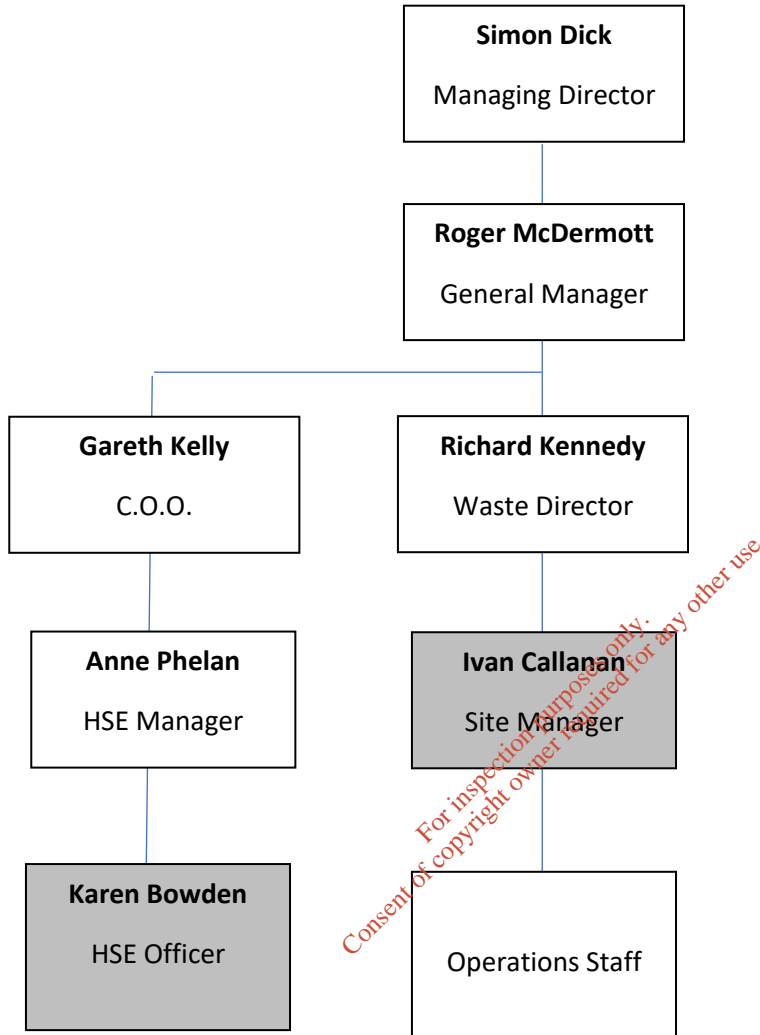 Simon Dick
Managing Director
Roger McDermott
General Manager
Gareth Kelly
C.O.O.
Richard Kennedy
Waste Director
Anne Phelan
HSE Manager
Ivan Callanan
Site Manager
Karen Bowden
HSE Officer
Operations Staff
For inspection purposes only.
Consent of copyright owner required for any other use